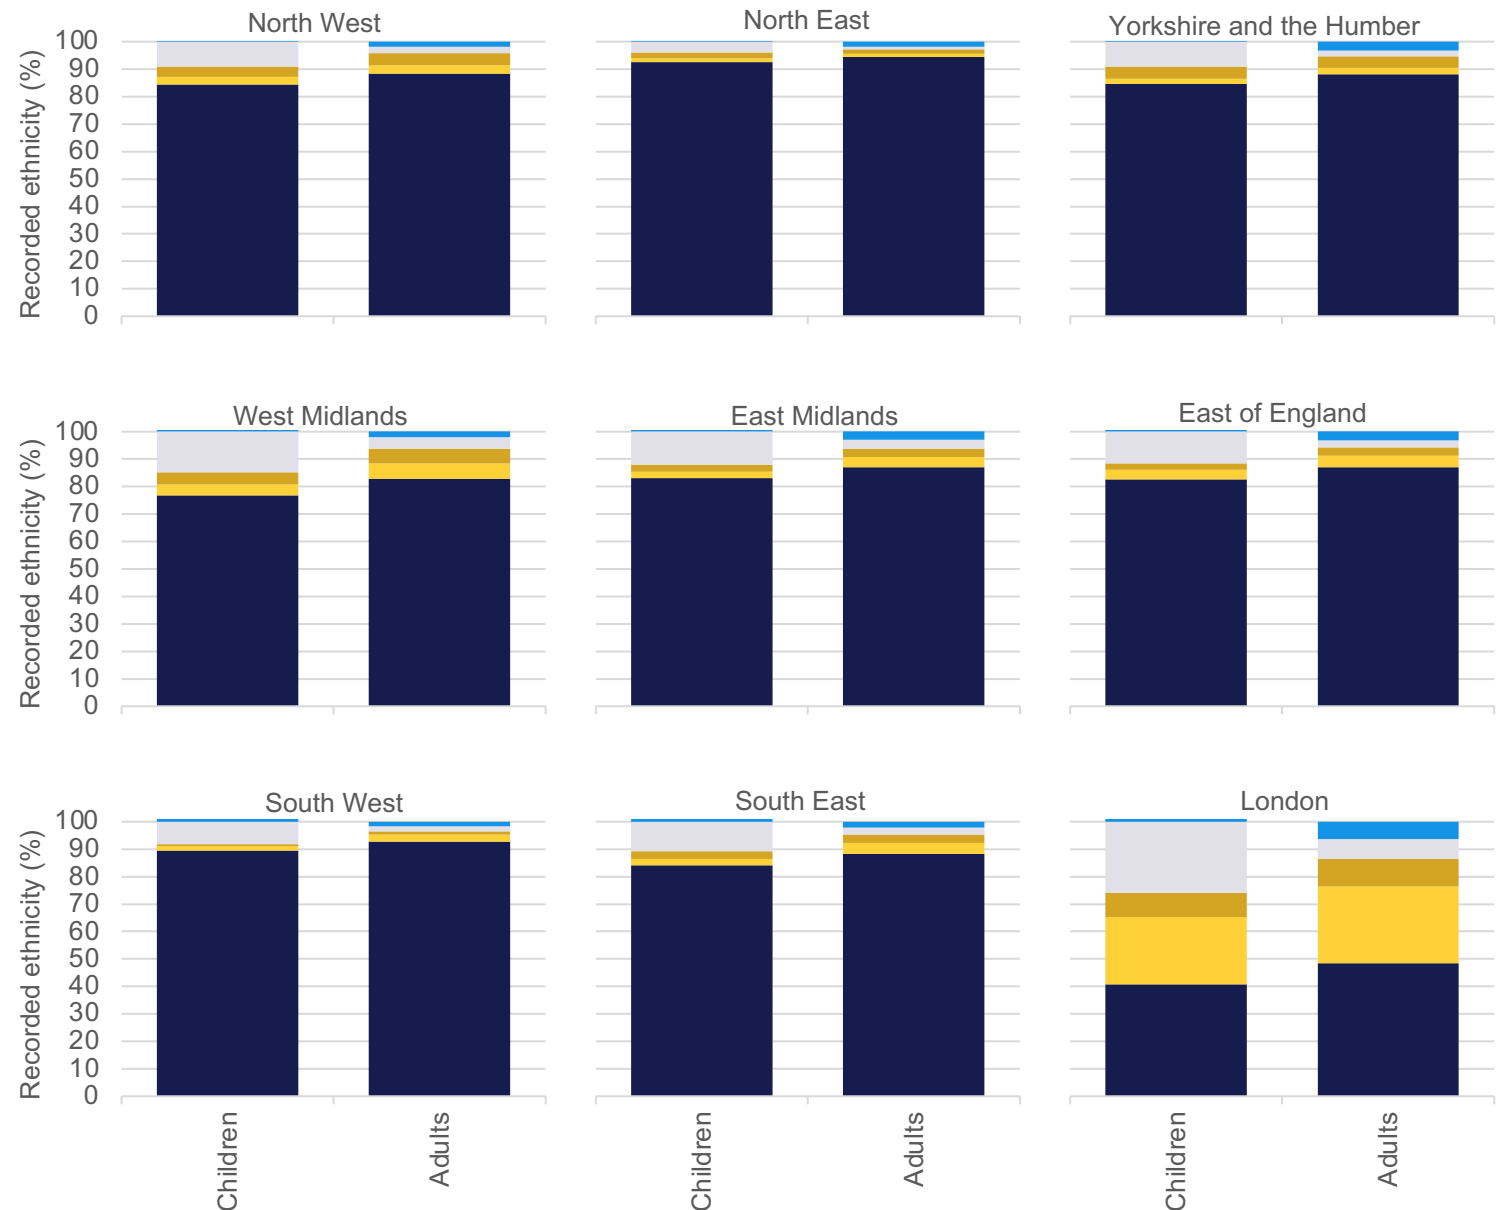 North West
North East
Yorkshire and the Humber
Recorded ethnicity (%)
100
90
80
70
60
50
40
30
20
10
0
West Midlands
East Midlands
East of England
Recorded ethnicity (%)
100
90
80
70
60
50
40
30
20
10
0
South West
South East
London
Recorded ethnicity (%)
100
90
80
70
60
50
40
30
20
10
0
Children
Adults
Children
Adults
Children
Adults